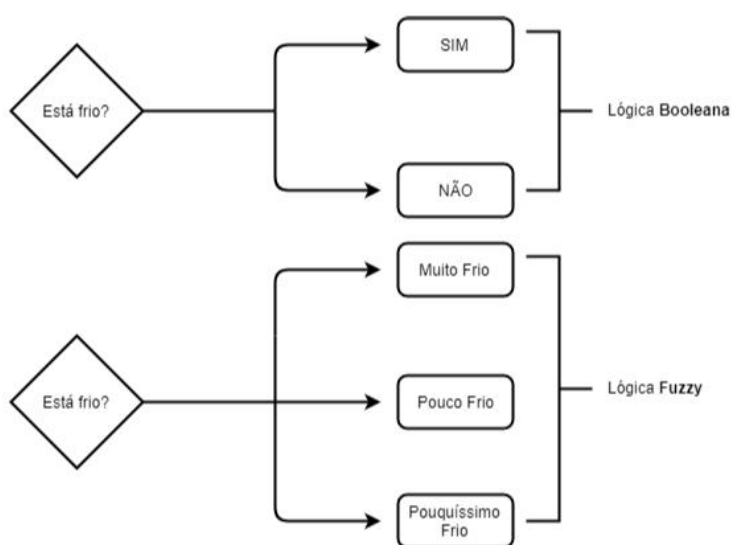 Está frio?
SIM
NÃO
Lógica Booleana
Está frio?
Muito Frio
Pouco Frio
Pouquíssimo
Frio
Lógica Fuzzy